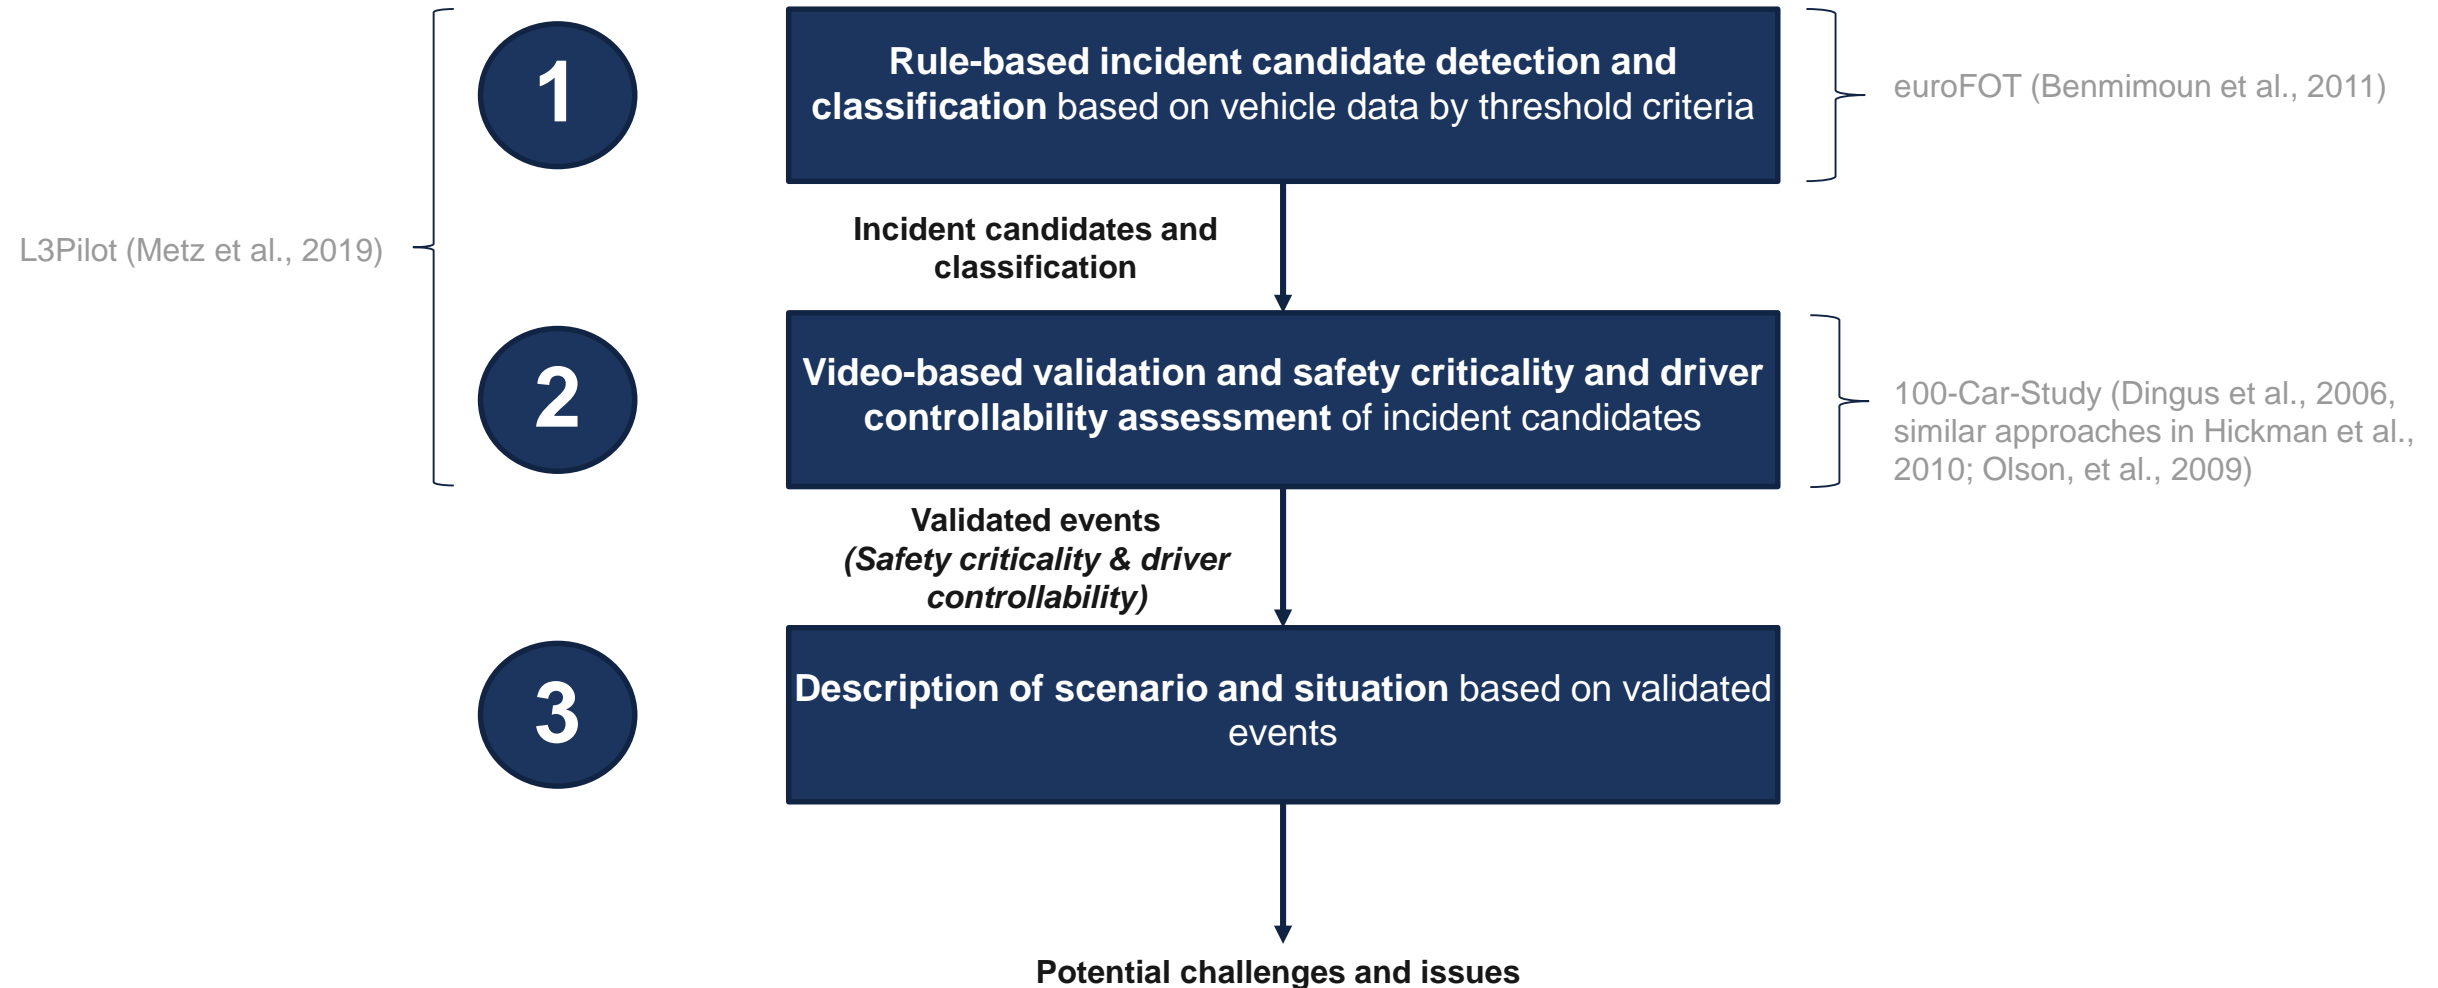 1
Rule-based incident candidate detection and
classification based on vehicle data by threshold criteria
euroFOT (Benmimoun et al., 2011)
Incident candidates and
classification
L3Pilot (Metz et al., 2019)
2
Video-based validation and safety criticality and driver
controllability assessment of incident candidates
100-Car-Study (Dingus et al., 2006,
similar approaches in Hickman et al.,
2010; Olson, et al., 2009)
Validated events
(Safety criticality & driver
controllability)
3
Description of scenario and situation based on validated
events
Potential challenges and issues